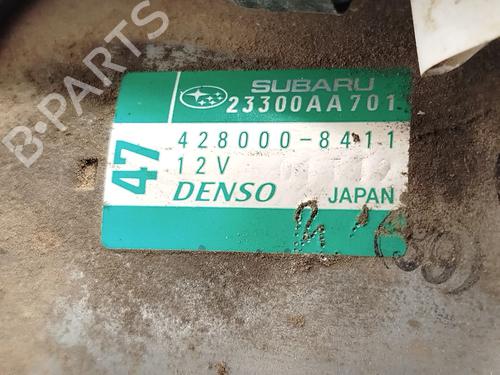 B-PARTS
SUBARU
23300AA701
47
428000-8411
12V
DENSO
JAPAN